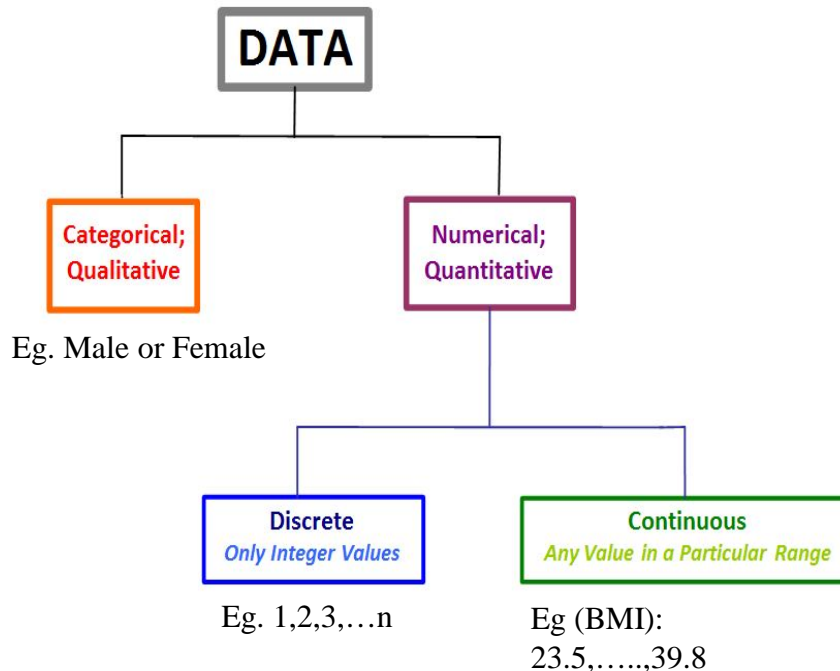 DATA
Categorical;
Qualitative
Numerical;
Quantitative
Eg. Male or Female
Discrete
Only Integer Values
Continuous
Any Value in a Particular Range
Eg. 1,2,3,…n
Eg (BMI):
23.5,…..,39.8